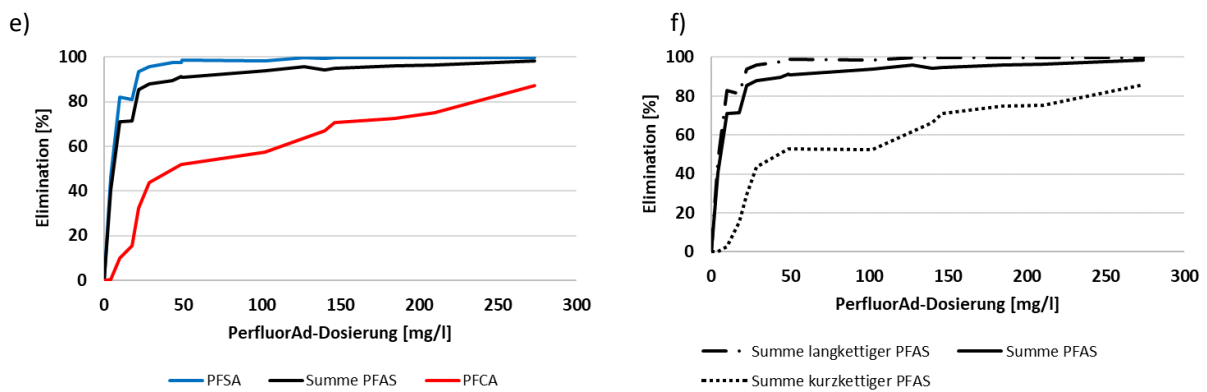 e)
100
80
60
40
20
0
Elimination [%]
0 50 100 150 200 250 300
PerfluorAd-Dosierung [mg/l]
PFSA Summe PFAS PFCA
f)
100
80
60
40
20
0
Elimination [%]
0 50 100 150 200 250 300
PerfluorAd-Dosierung [mg/l]
Summe langkettiger PFAS Summe PFAS
Summe kurzkettiger PFAS